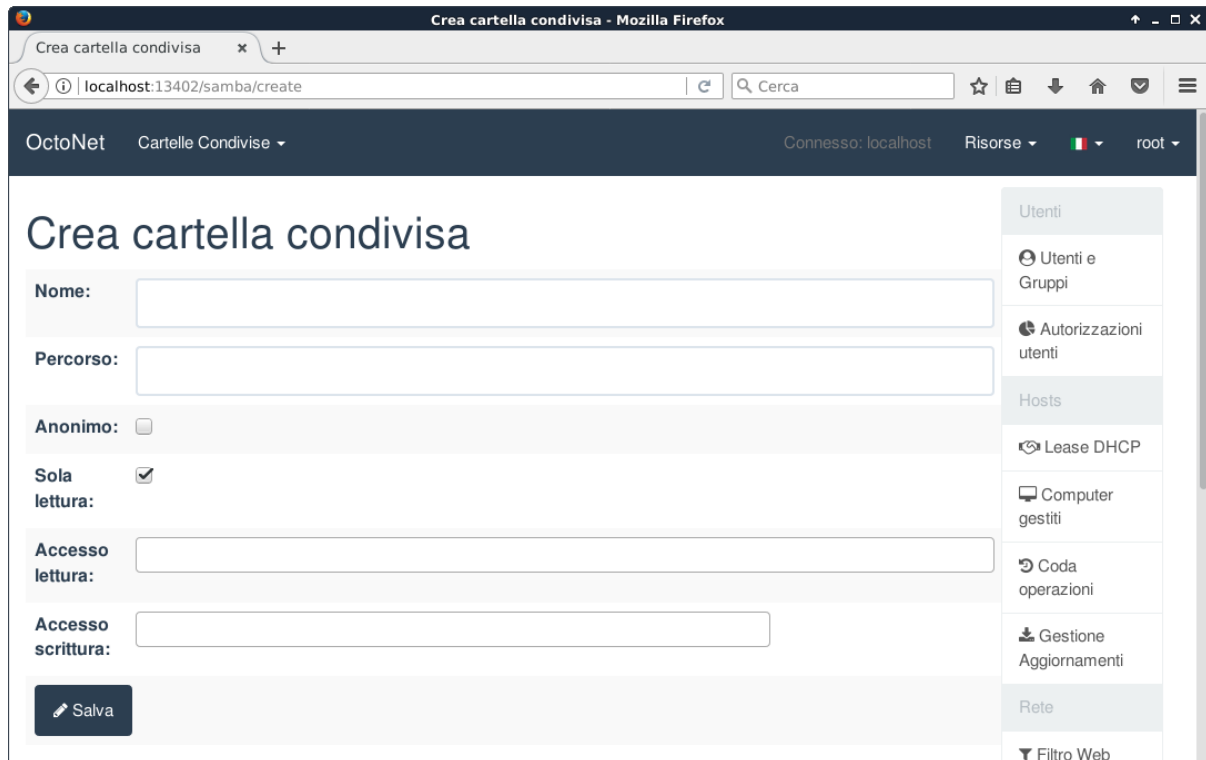 Crea cartella condivisa - Mozilla Firefox
Crea cartella condivisa
localhost:13402/samba/create
Cerca
OctoNet
Cartelle Condivise
Connesso: localhost
Risorse
root
Crea cartella condivisa
Nome:
Percorso:
Anonimo:
Sola
lettura:
Accesso
lettura:
Accesso
scrittura:
Salva
Utenti
Utenti e
Gruppi
Autorizzazioni
utenti
Hosts
Lease DHCP
Computer
gestiti
Coda
operazioni
Gestione
Aggiornamenti
Rete
Filtro Web